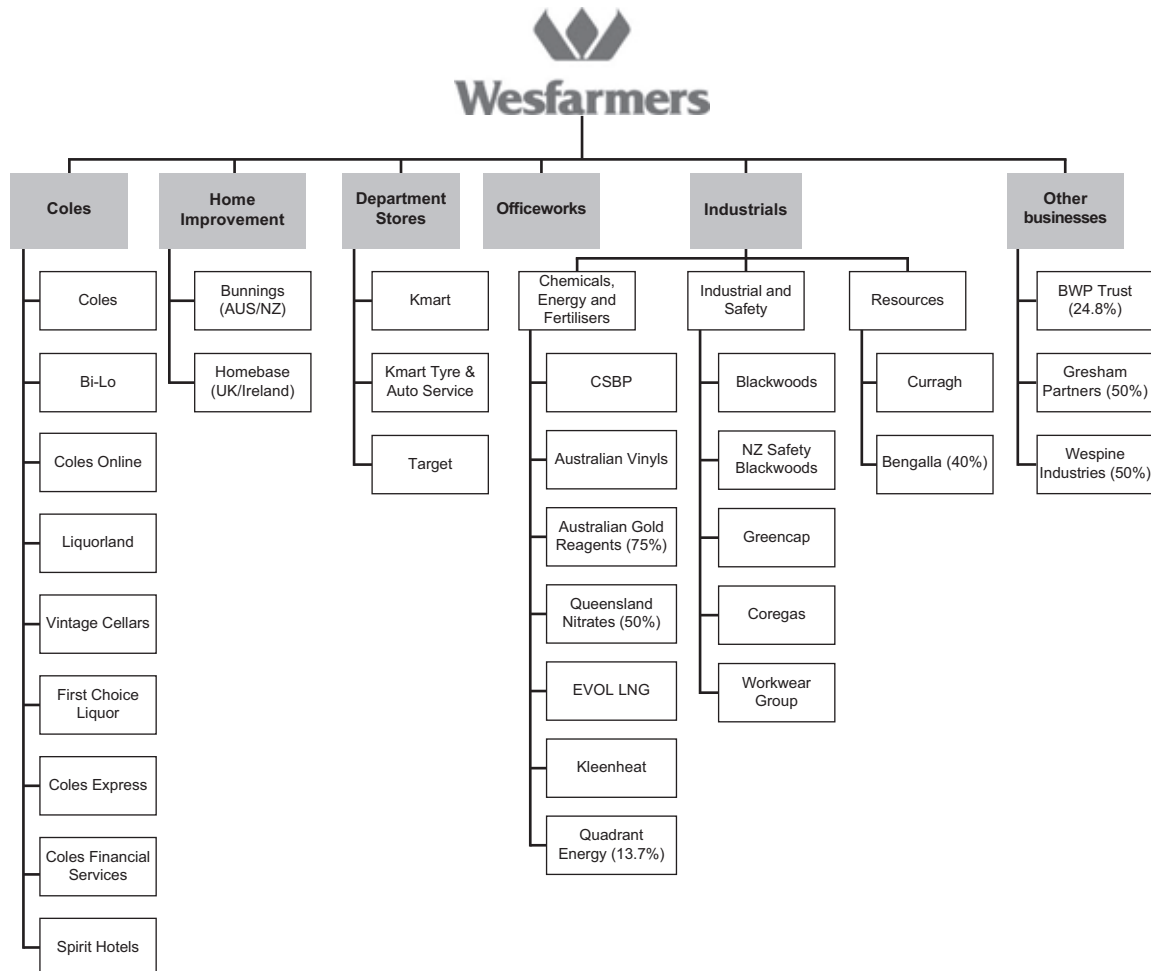 Wesfarmers
Coles
Home
Improvement
Department
Stores
Officeworks
Industrials
Other
businesses
Coles
Bi-Lo
Coles Online
Liquorland
Vintage Cellars
First Choice
Liquor
Coles Express
Coles Financial
Services
Spirit Hotels
Bunnings
(AUS/NZ)
Homebase
(UK/Ireland)
Kmart
Kmart Tyre &
Auto Service
Target
Chemicals,
Energy and
Fertilisers
CSBP
Australian Vinyls
Australian Gold
Reagents (75%)
Queensland
Nitrates (50%)
EVOL LNG
Kleenheat
Quadrant
Energy (13.7%)
Industrial and
Safety
Blackwoods
NZ Safety
Blackwoods
Greencap
Coregas
Workwear
Group
Resources
Curragh
Bengalla (40%)
BWP Trust
(24.8%)
Gresham
Partners (50%)
Wespine
Industries (50%)